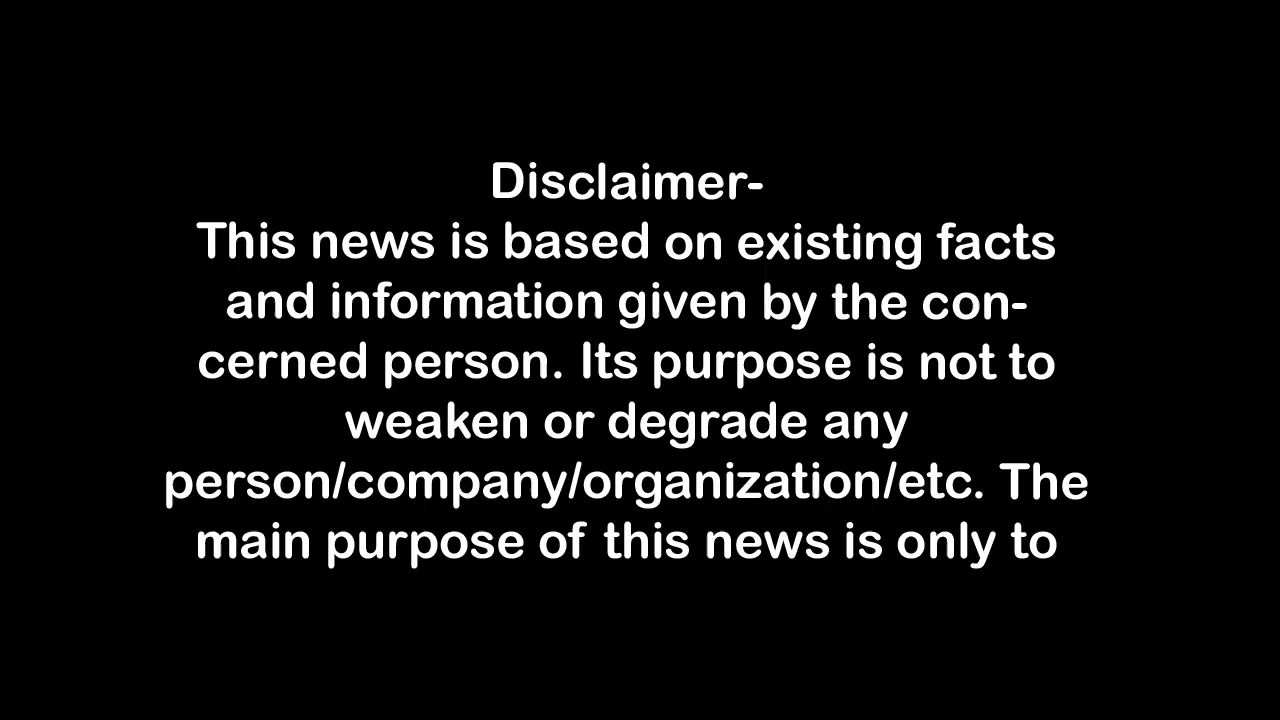 Disclaimer-
This news is based on existing facts
and information given by the con-
cerned person. Its purpose is not to
weaken or degrade any
person/company/organization/etc. The
main purpose of this news is only to